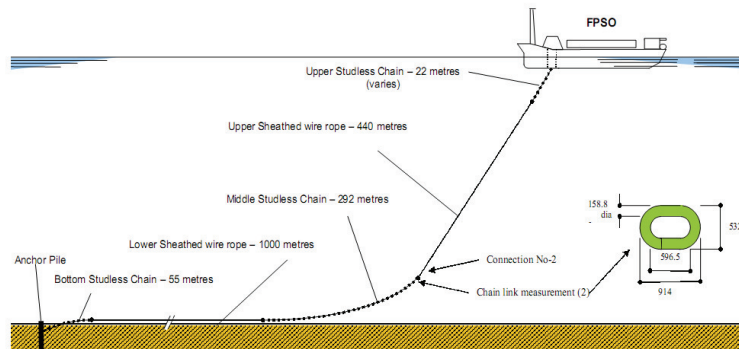 FPSO
Upper Studless Chain – 22 metres
(varies)
Upper Sheathed wire rope – 440 metres
Middle Studless Chain – 292 metres
Lower Sheathed wire rope – 1000 metres
Anchor Pile
Bottom Studless Chain – 55 metres
Connection No-2
Chain link measurement (2)
158.8
dia
596.5
914